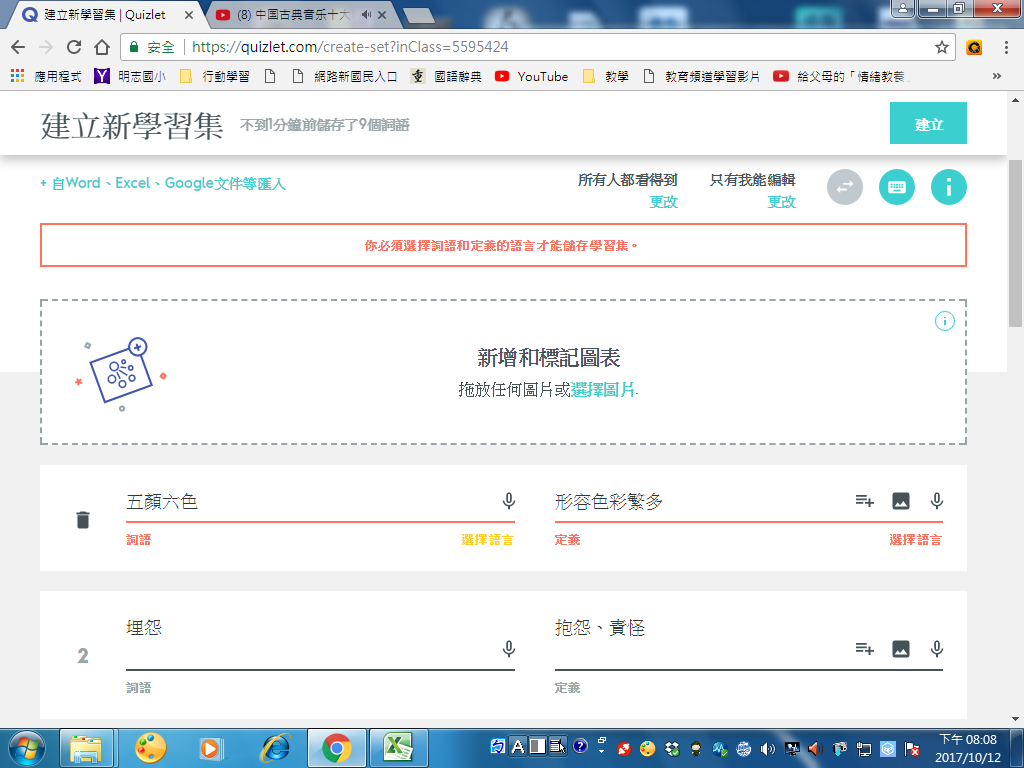 建立新學習集 | Quizlet
(8) 中国古典音乐十大
安全 https://quizlet.com/create-set?inClass=5595424
應用程式 明志國小 行動學習 網路新國民入口 國語辭典 YouTube 教學 教育頻道學習影片 給父母的「情緒教養 »
建立新學習集 不到1分鐘前儲存了9個詞語 建立
+ 自Word、Excel、Google文件等匯入
所有人都看得到 只有我能編輯
更改 更改
你必須選擇詞語和定義的語言才能儲存學習集。
新增和標記圖表
拖放任何圖片或選擇圖片.
五顏六色 形容色彩繁多
詞語 選擇語言 定義 選擇語言
埋怨 抱怨、責怪
2
詞語 定義
下午 08:08
2017/10/12